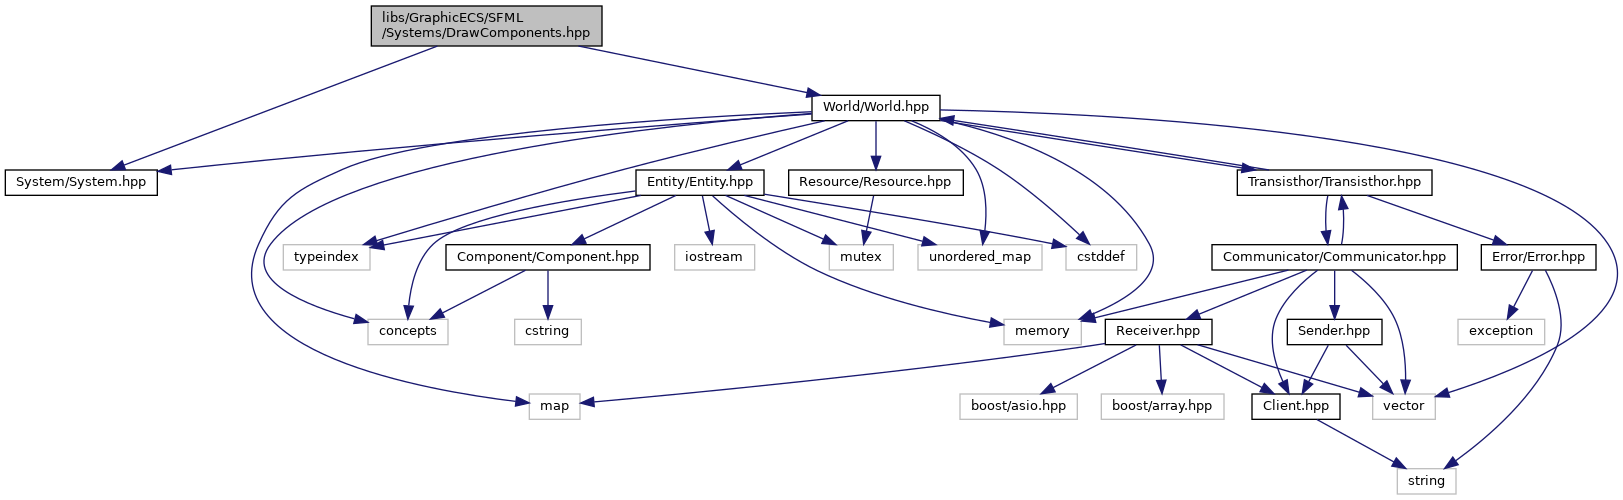 libs/GraphicECS/SFML
/Systems/DrawComponents.hpp
World/World.hpp
System/System.hpp
Entity/Entity.hpp
Resource/Resource.hpp
Transisthor/Transisthor.hpp
typeindex
Component/Component.hpp
iostream
mutex
unordered_map
cstddef
Communicator/Communicator.hpp
Error/Error.hpp
concepts
cstring
memory
Receiver.hpp
Sender.hpp
exception
map
boost/asio.hpp
boost/array.hpp
Client.hpp
vector
string